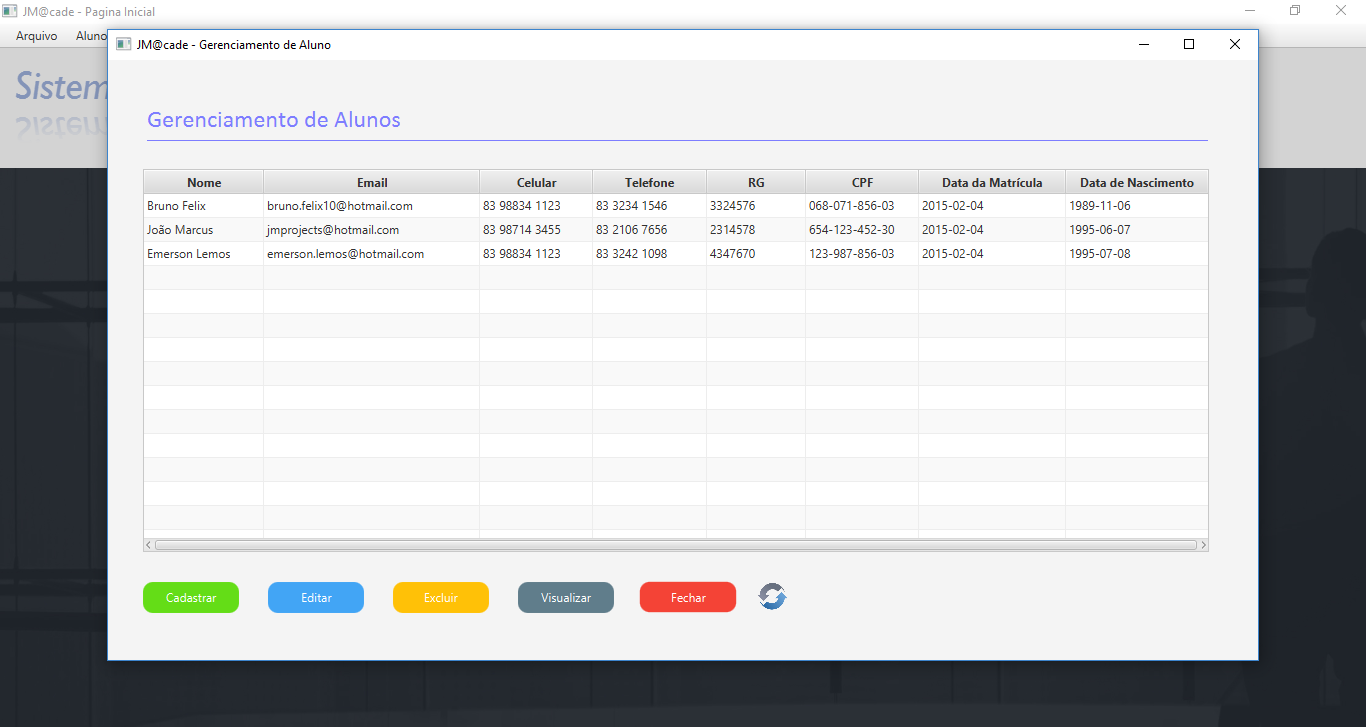 JM@cade - Pagina Inicial
Arquivo Aluno
Sistem
JM@cade - Gerenciamento de Aluno
Gerenciamento de Alunos
Nome Email Celular Telefone RG CPF Data da Matrícula Data de Nascimento
Bruno Felix bruno.felix10@hotmail.com 83 98834 1123 83 3234 1546 3324576 068-071-856-03 2015-02-04 1989-11-06
João Marcus jmprojects@hotmail.com 83 98714 3455 83 2106 7656 2314578 654-123-452-30 2015-02-04 1995-06-07
Emerson Lemos emerson.lemos@hotmail.com 83 98834 1123 83 3242 1098 4347670 123-987-856-03 2015-02-04 1995-07-08
Cadastrar Editar Excluir Visualizar Fechar